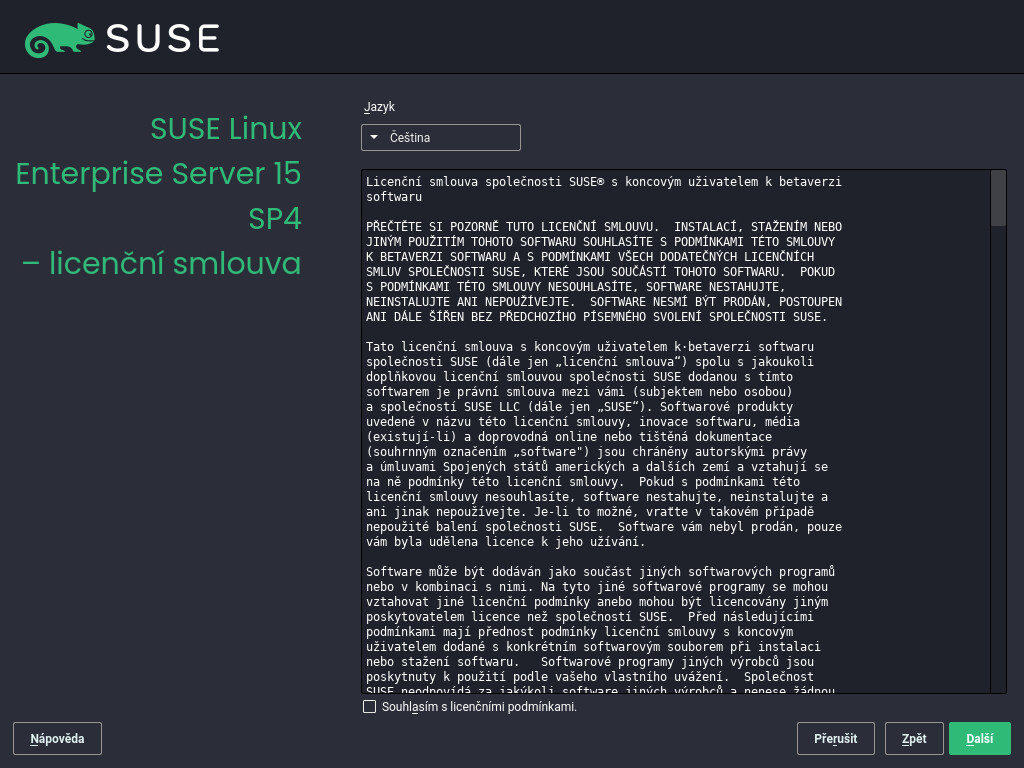 SUSE
SUSE Linux
Enterprise Server 15
SP4
– licenční smlouva
Jazyk
Čeština
Licenční smlouva společnosti SUSE® s koncovým uživatelem k betaverzi
softwaru
PŘEČTĚTE SI POZORNĚ TUTO LICENČNÍ SMLOUVU.  INSTALACÍ, STAŽENÍM NEBO
JINÝM POUŽITÍM TOHOTO SOFTWARU SOUHLASÍTE S PODMÍNKAMI TÉTO SMLOUVY
K BETAVERZI SOFTWARU A S PODMÍNKAMI VŠECH DODATEČNÝCH LICENČNÍCH
SMLUV SPOLEČNOSTI SUSE, KTERÉ JSOU SOUČÁSTÍ TOHOTO SOFTWARU.  POKUD
S PODMÍNKAMI TÉTO SMLOUVY NESOUHLASÍTE, SOFTWARE NESTAHUJTE,
NEINSTALUJTE ANI NEPOUŽÍVEJTE.  SOFTWARE NESMÍ BÝT PRODÁN, POSTOUPEN
ANI DÁLE ŠÍŘEN BEZ PŘEDCHOZÍHO PÍSEMNÉHO SVOLENÍ SPOLEČNOSTI SUSE.
Tato licenční smlouva s koncovým uživatelem k·betaverzi softwaru
společnosti SUSE (dále jen „licenční smlouva“) spolu s jakoukoli
doplňkovou licenční smlouvou společnosti SUSE dodanou s tímto
softwarem je právní smlouva mezi vámi (subjektem nebo osobou)
a společností SUSE LLC (dále jen „SUSE“). Softwarové produkty
uvedené v názvu této licenční smlouvy, inovace softwaru, média
(existují-li) a doprovodná online nebo tištěná dokumentace
(souhrnným označením „software") jsou chráněny autorskými právy
a úmluvami Spojených států amerických a dalších zemí a vztahují se
na ně podmínky této licenční smlouvy.  Pokud s podmínkami této
licenční smlouvy nesouhlasíte, software nestahujte, neinstalujte a
ani jinak nepoužívejte. Je-li to možné, vraťte v takovém případě
nepoužité balení společnosti SUSE.  Software vám nebyl prodán, pouze
vám byla udělena licence k jeho užívání.
Software může být dodáván jako součást jiných softwarových programů
nebo v kombinaci s nimi. Na tyto jiné softwarové programy se mohou
vztahovat jiné licenční podmínky anebo mohou být licencovány jiným
poskytovatelem licence než společností SUSE.  Před následujícími
podmínkami mají přednost podmínky licenční smlouvy s koncovým
uživatelem dodané s konkrétním softwarovým souborem při instalaci
nebo stažení softwaru.   Softwarové programy jiných výrobců jsou
poskytnuty k použití podle vašeho vlastního uvážení.  Společnost
SUSE neodpovídá za jakýkoli software jiných výrobců a nenese žádnou
Souhlasím s licenčními podmínkami.
Nápověda
Přerušit
Zpět
Další